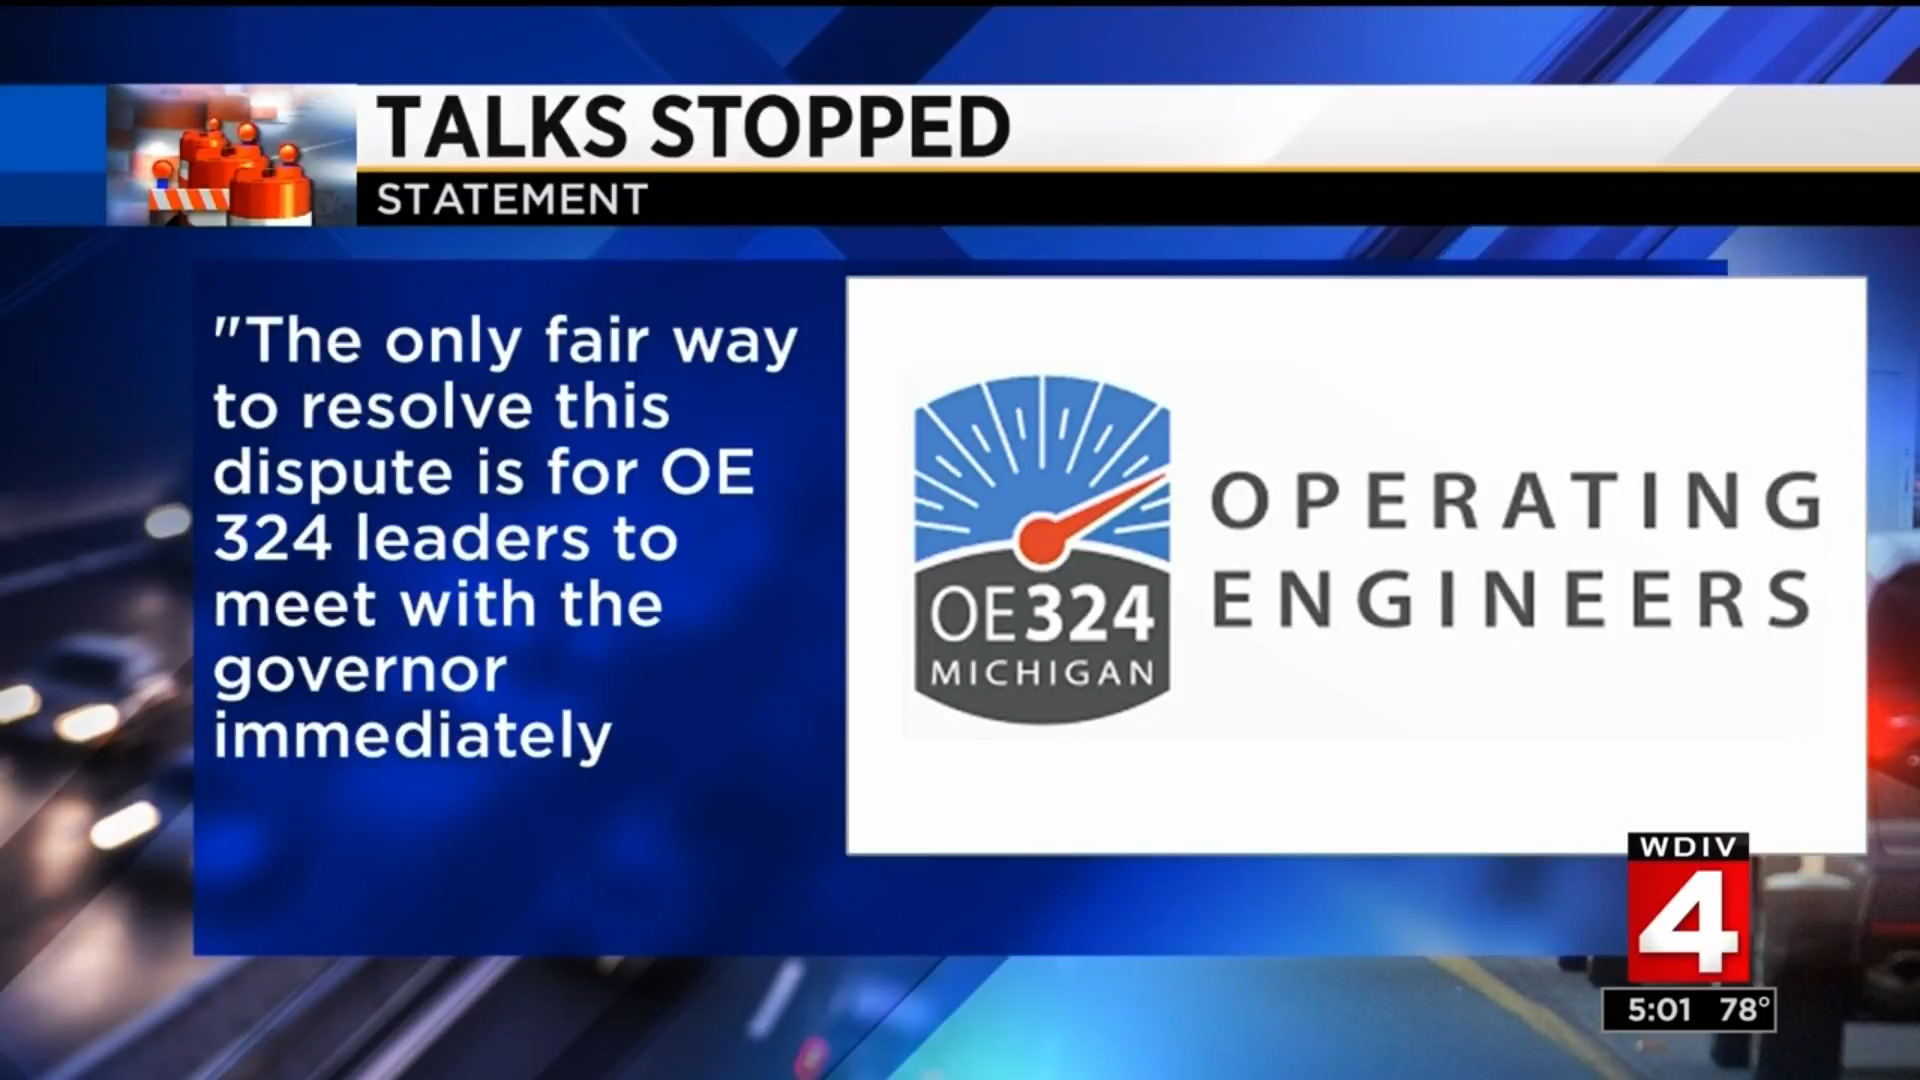 TALKS STOPPED
STATEMENT
"The only fair way
to resolve this
dispute is for OE
324 leaders to
meet with the
governor
immediately
OE324
MICHIGAN
OPERATING
ENGINEERS
WDIV
4
5:01 78°